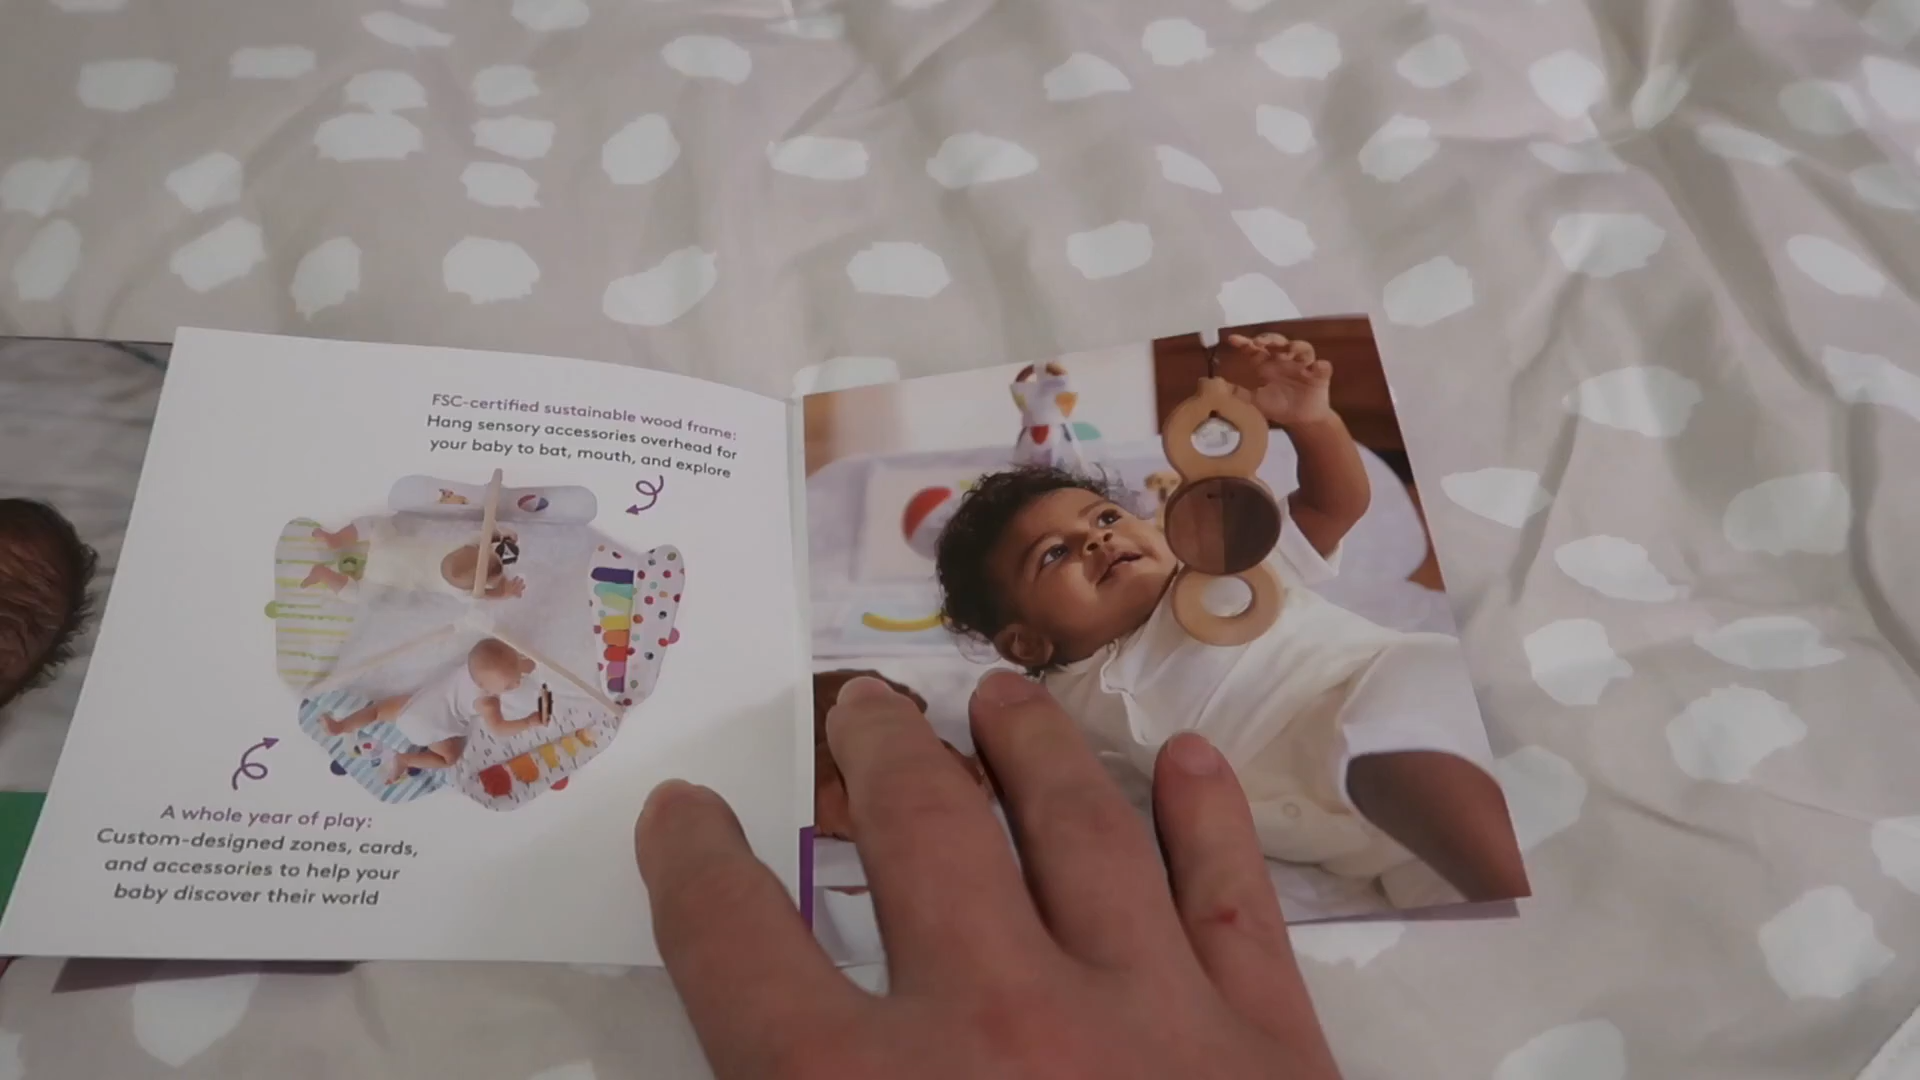 FSC-certified sustainable wood frame:
Hang sensory accessories overhead for
your baby to bat, mouth, and explore
A whole year of play:
Custom-designed zones, cards,
and accessories to help your
baby discover their world